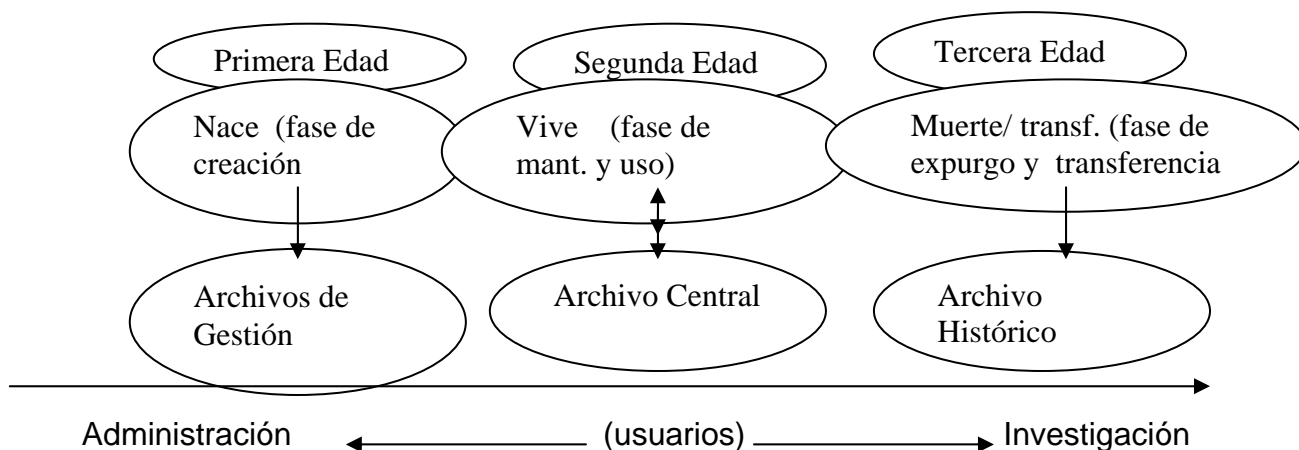 Primera Edad
Segunda Edad
Tercera Edad
Nace (fase de
creación
Vive (fase de
mant. y uso)
Muerte/ transf. (fase de
expurgo y transferencia
Archivos de
Gestión
Archivo Central
Archivo
Histórico
Administración
(usuarios)
Investigación